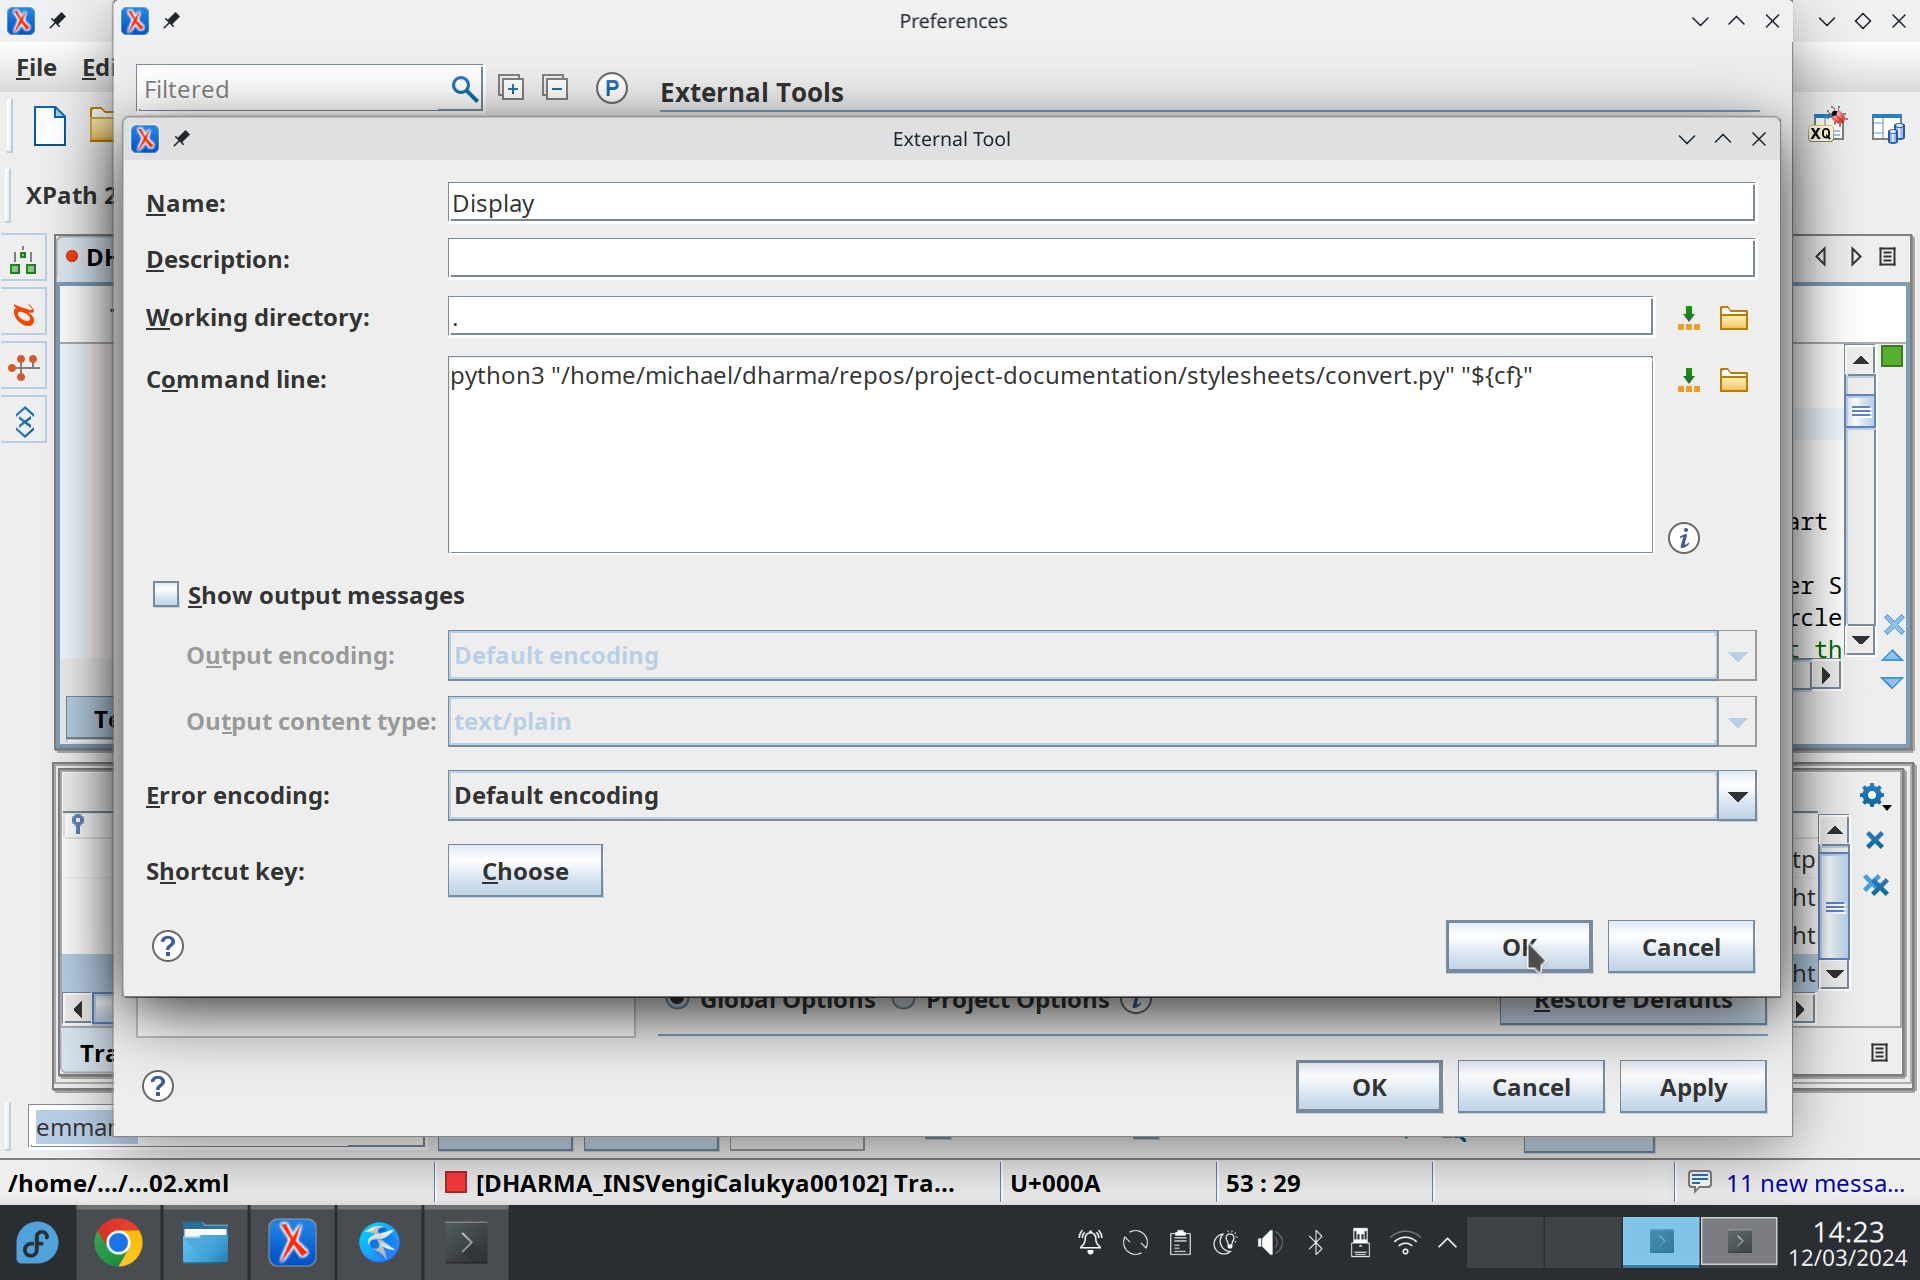 Preferences
File Edi
Filtered
P
External Tools
External Tool
XQ
XPath 2
Name:
Display
Description:
DH
Working directory:
.
Command line:
python3 "/home/michael/dharma/repos/project-documentation/stylesheets/convert.py" "${cf}"
art
er S
Show output messages
rcle
Output encoding:
Default encoding
t th
Output content type:
text/plain
Te
Error encoding:
Default encoding
tp
Shortcut key:
Choose
ht
ht
OK
Cancel
ht
Global Options
Project Options
Restore Defaults
Tra
OK
Cancel
Apply
emmar
/home/.../...02.xml
[DHARMA_INSVengiCalukya00102] Tra...
U+000A
53 : 29
11 new messa...
14:23
12/03/2024